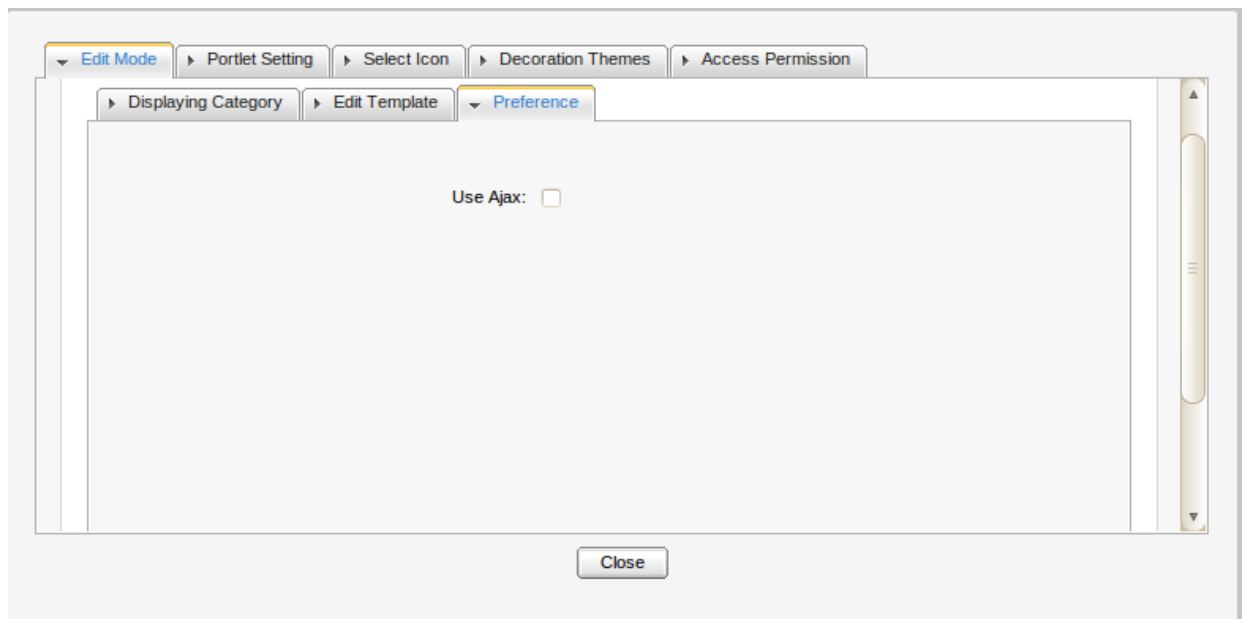 Edit Mode Portlet Setting Select Icon Decoration Themes Access Permission
Displaying Category Edit Template Preference
Use Ajax:
Close